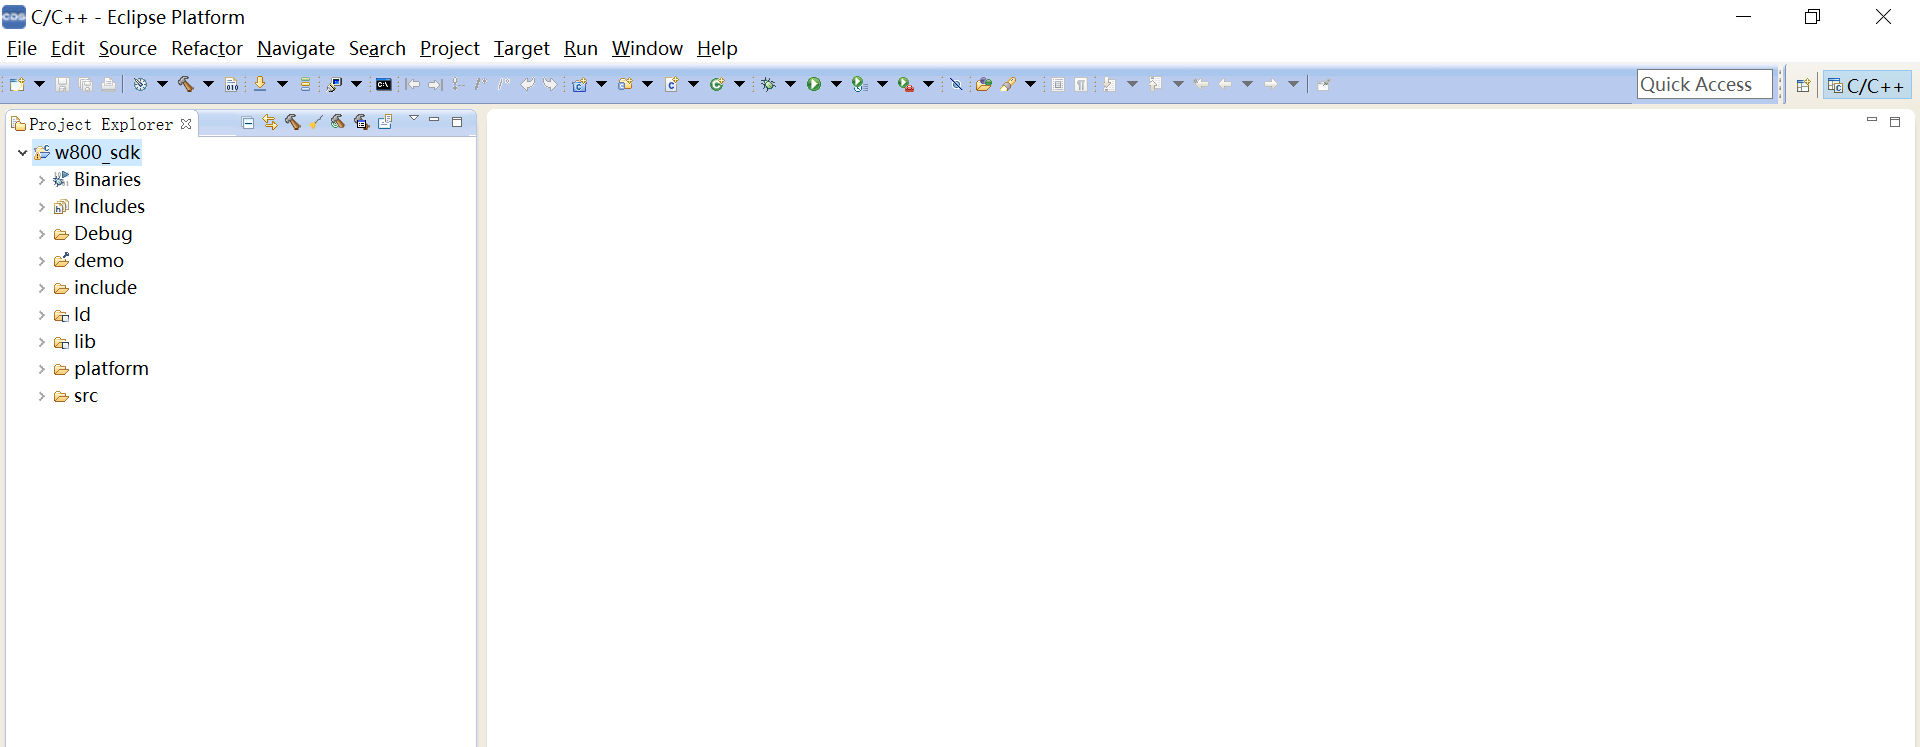 C/C++ - Eclipse Platform
File Edit Source Refactor Navigate Search Project Target Run Window Help
Quick Access C/C++
Project Explorer
w800_sdk
Binaries
Includes
Debug
demo
include
ld
lib
platform
src